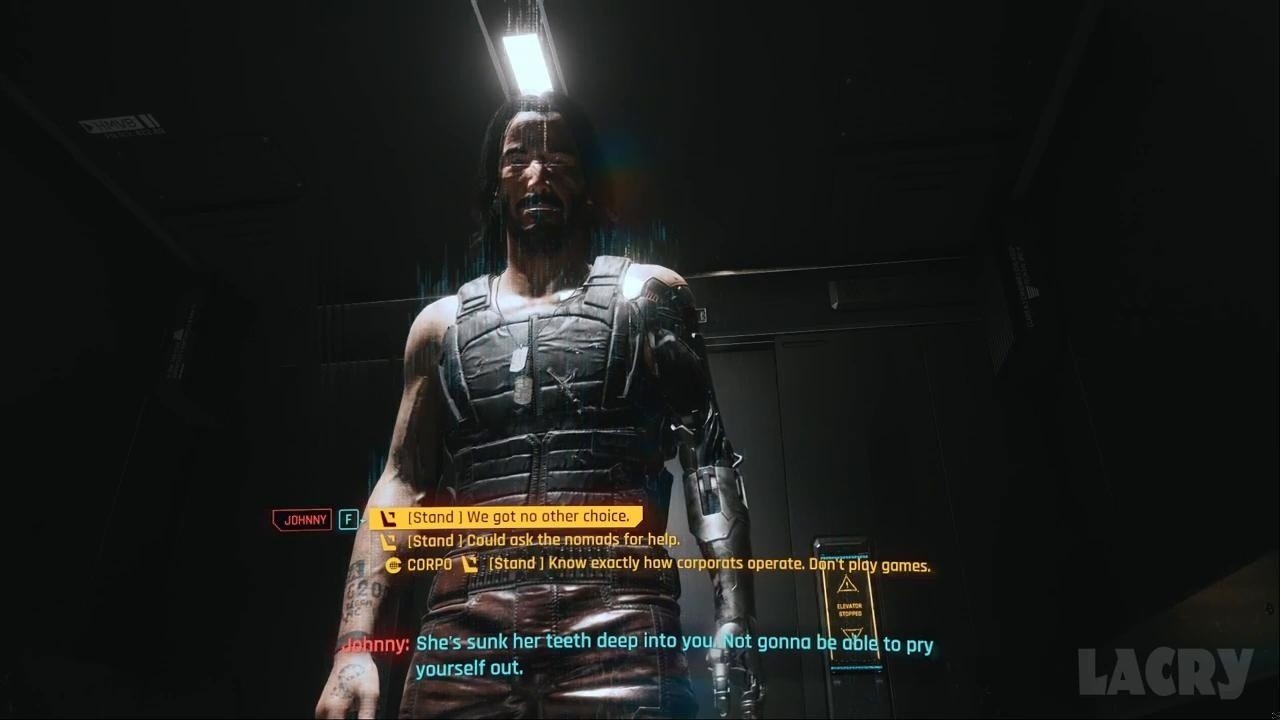 HMVB
JOHNNY F [Stand ] We got no other choice.
[Stand ] Could ask the nomads for help.
CORPO [Stand ] Know exactly how corporats operate. Don't play games.
ELEVATOR
STOPPED
Johnny: She's sunk her teeth deep into you. Not gonna be able to pry
yourself out.
LACRY